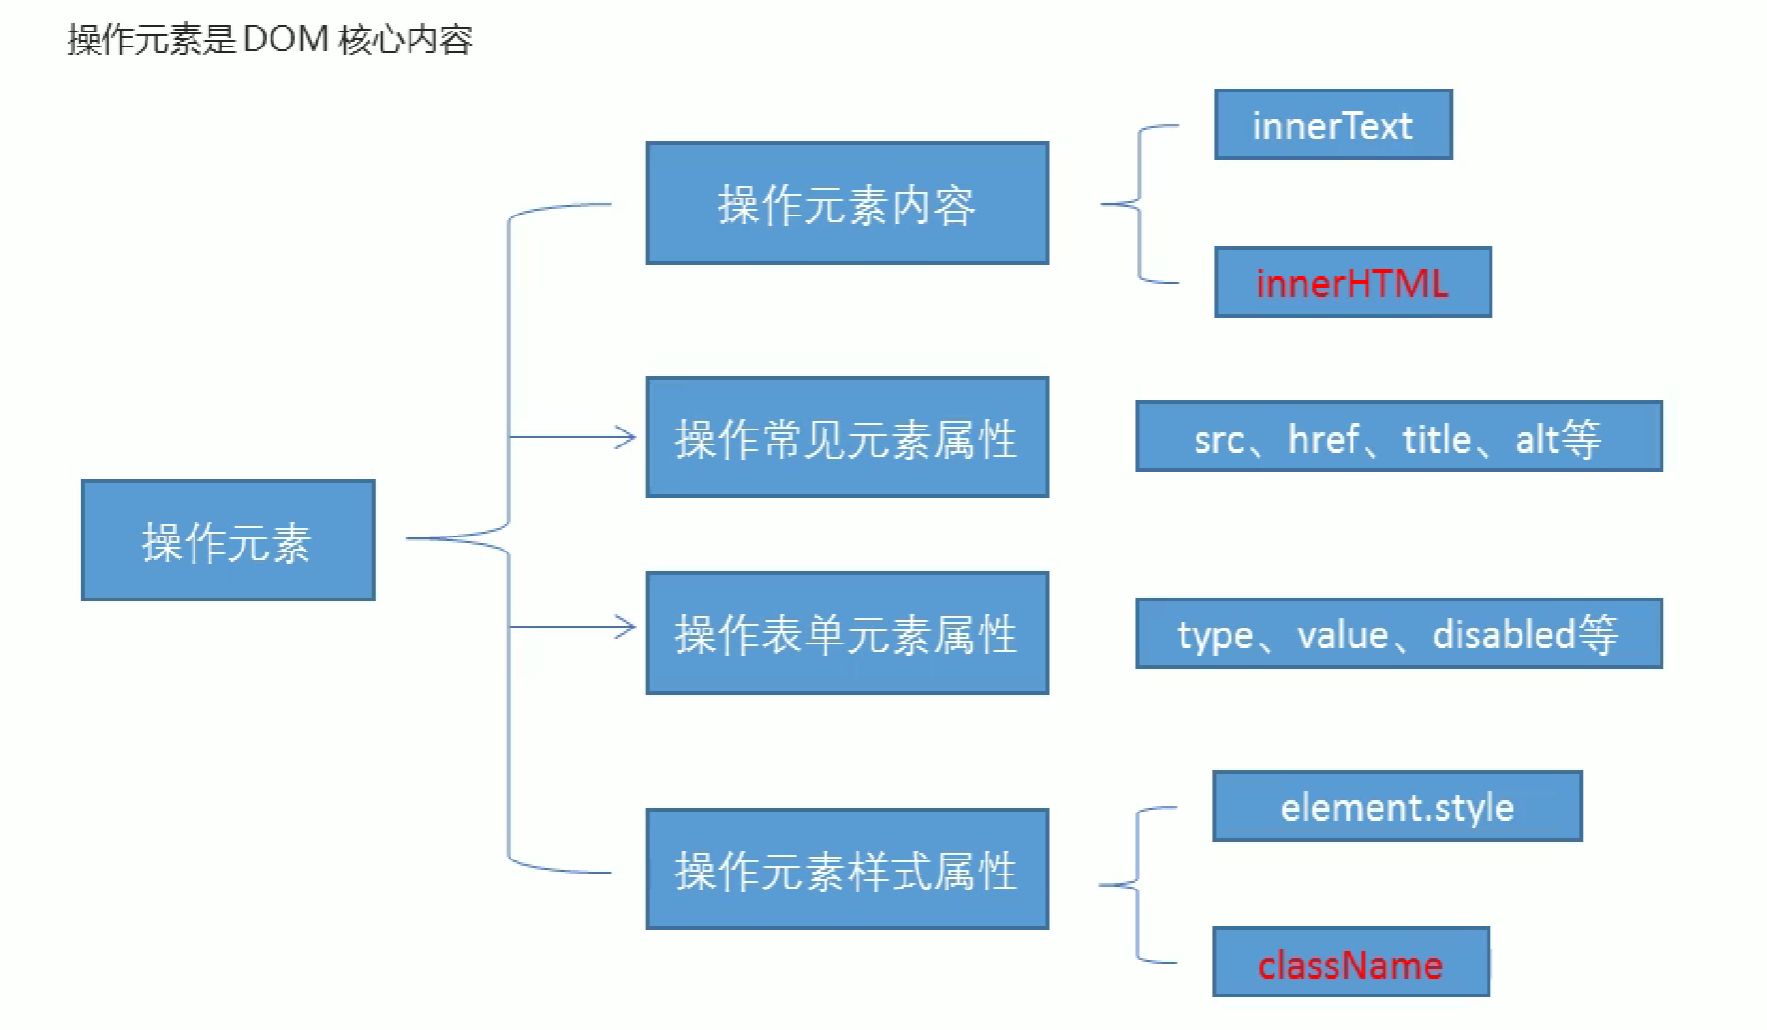 操作元素是DOM 核心内容
操作元素
操作元素内容
innerText
innerHTML
操作常见元素属性
src、href、title、alt等
操作表单元素属性
type、value、disabled等
操作元素样式属性
element.style
className